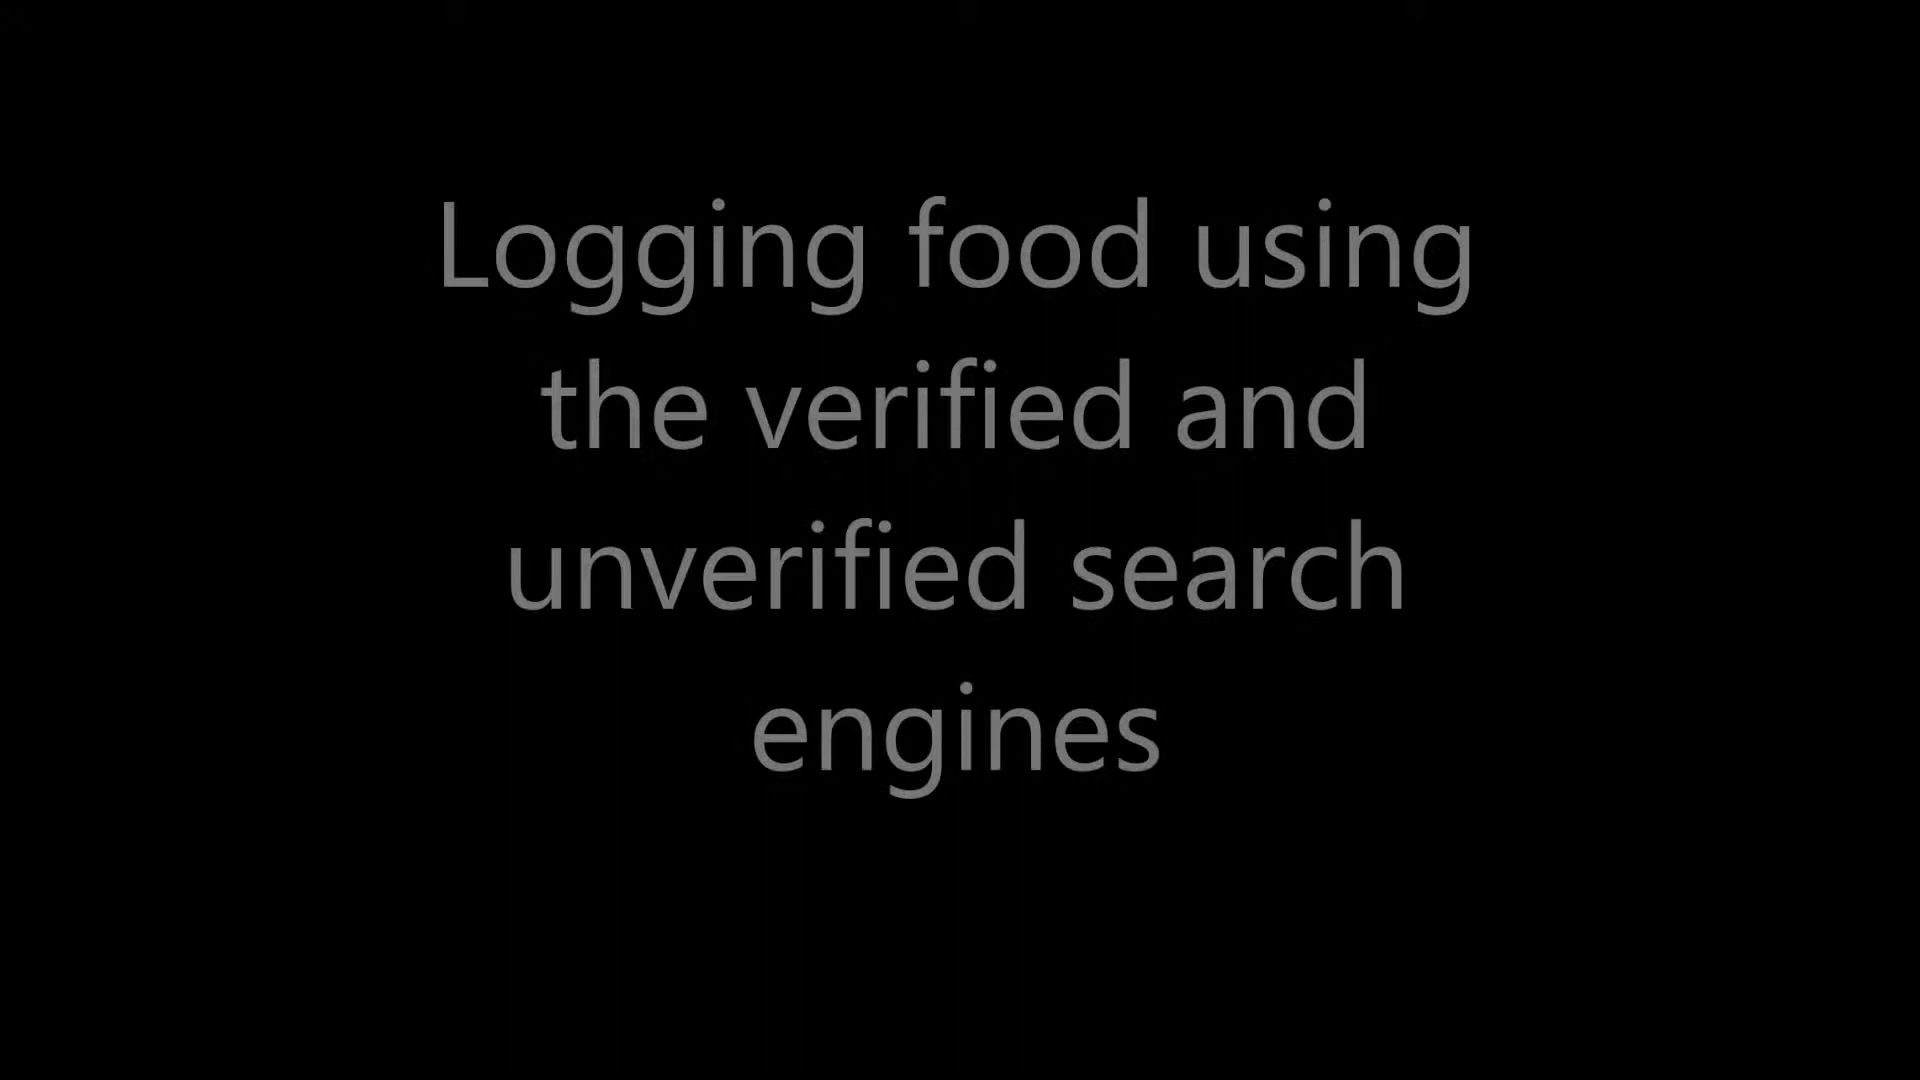 Logging food using
the verified and
unverified search
engines